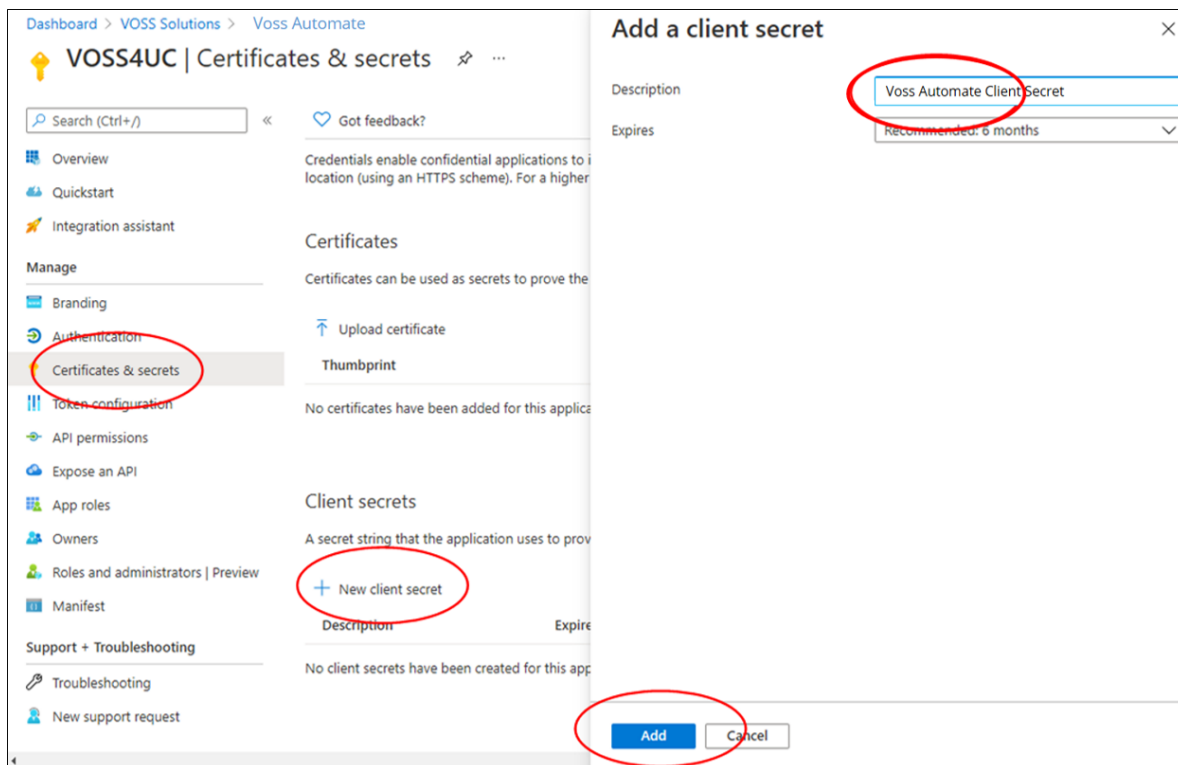 Dashboard > VOSS Solutions > Voss Automate
VOSS4UC | Certificates & secrets
Search (Ctrl+/)
Overview
Quickstart
Integration assistant
Manage
Branding
Authentication
Certificates & secrets
Token configuration
API permissions
Expose an API
App roles
Owners
Roles and administrators | Preview
Manifest
Support + Troubleshooting
Troubleshooting
New support request
Got feedback?
Credentials enable confidential applications to i
location (using an HTTPS scheme). For a higher
Certificates
Certificates can be used as secrets to prove the
Upload certificate
Thumbprint
No certificates have been added for this applica
Client secrets
A secret string that the application uses to prov
New client secret
Description Expire
No client secrets have been created for this app
Add a client secret
Description Voss Automate Client Secret
Expires Recommended: 6 months
Add Cancel